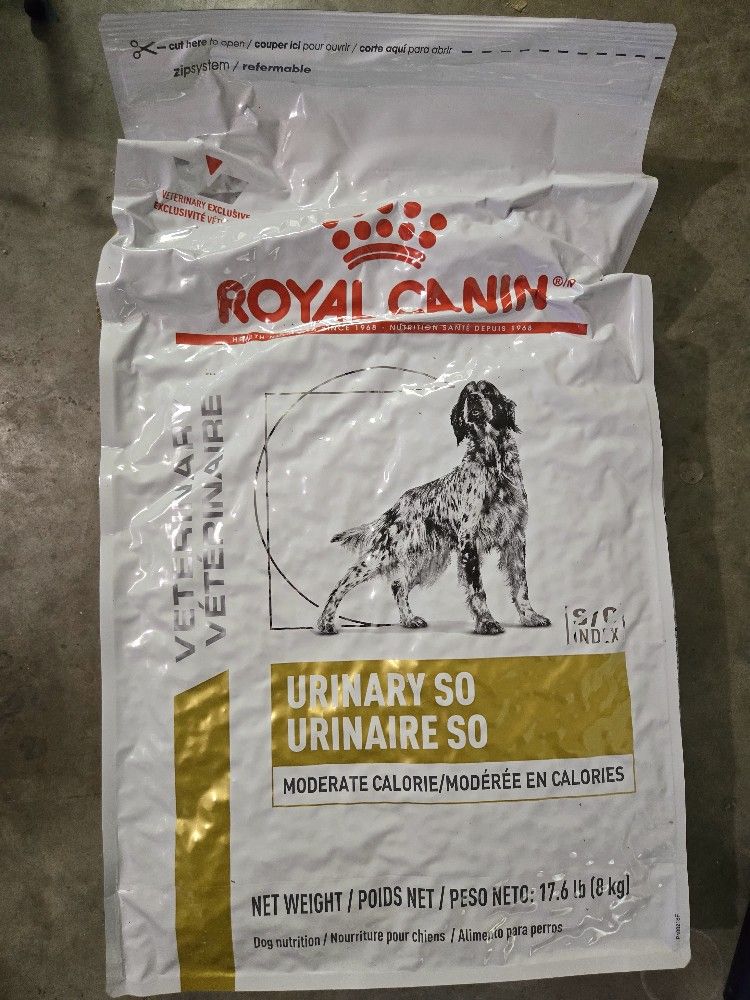 cut here to open / couper ici pour ouvrir / corte aquí para abrir
zipsystem / refermable
VETERINARY EXCLUSIVE
EXCLUSIVITÉ
ROYAL CANIN
SINCE 1968 - NUTRITION SANTÉ DEPUIS 1968
VETERINARY
VÉTÉRINAIRE
S/O
INDEX
URINARY SO
URINAIRE SO
MODERATE CALORIE/MODÉRÉE EN CALORIES
NET WEIGHT / POIDS NET / PESO NETO: 17.6 lb (8 kg)
Dog nutrition / Nourriture pour chiens / Alimento para perros